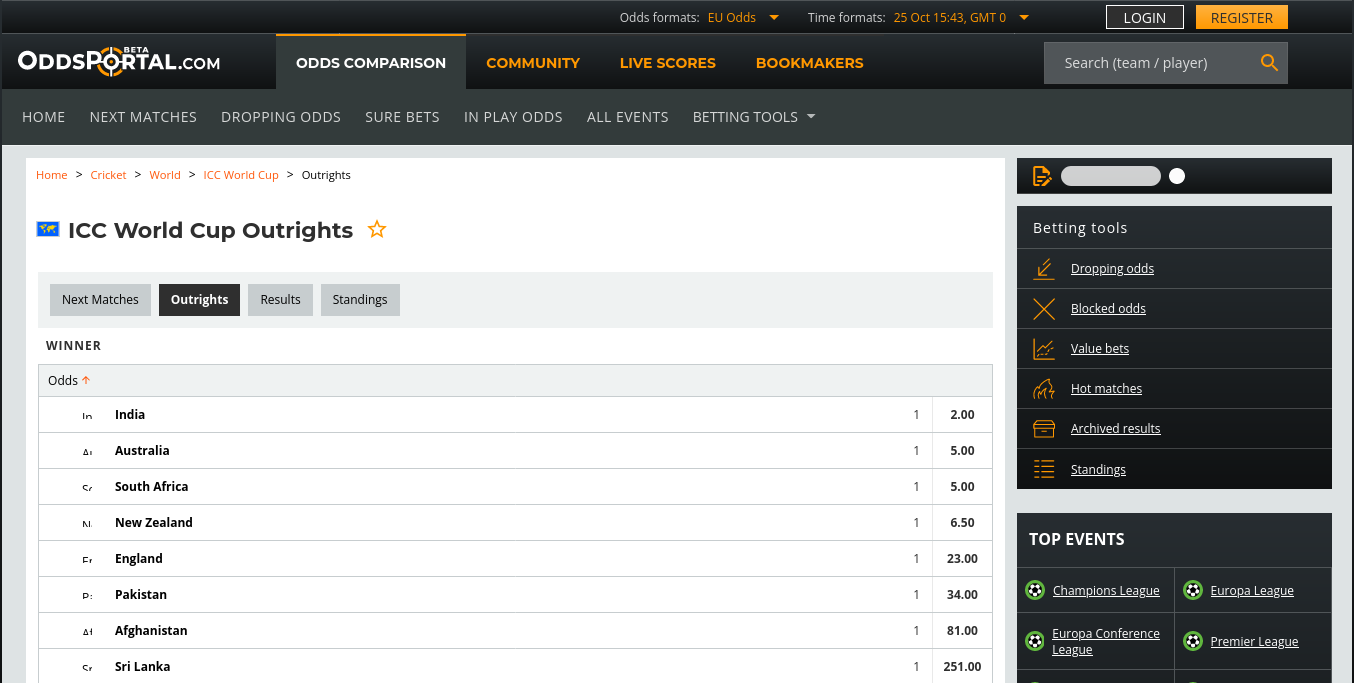 Odds formats: EU Odds Time formats: 25 Oct 15:43, GMT 0 LOGIN REGISTER
ODDSPORTAL.COM BETA ODDS COMPARISON COMMUNITY LIVE SCORES BOOKMAKERS Search (team / player)
HOME NEXT MATCHES DROPPING ODDS SURE BETS IN PLAY ODDS ALL EVENTS BETTING TOOLS
Home > Cricket > World > ICC World Cup > Outrights
ICC World Cup Outrights
Next Matches Outrights Results Standings
WINNER
Odds
India 1 2.00
Australia 1 5.00
South Africa 1 5.00
New Zealand 1 6.50
England 1 23.00
Pakistan 1 34.00
Afghanistan 1 81.00
Sri Lanka 1 251.00
Betting tools
Dropping odds
Blocked odds
Value bets
Hot matches
Archived results
Standings
TOP EVENTS
Champions League Europa League
Europa Conference
League
Premier League